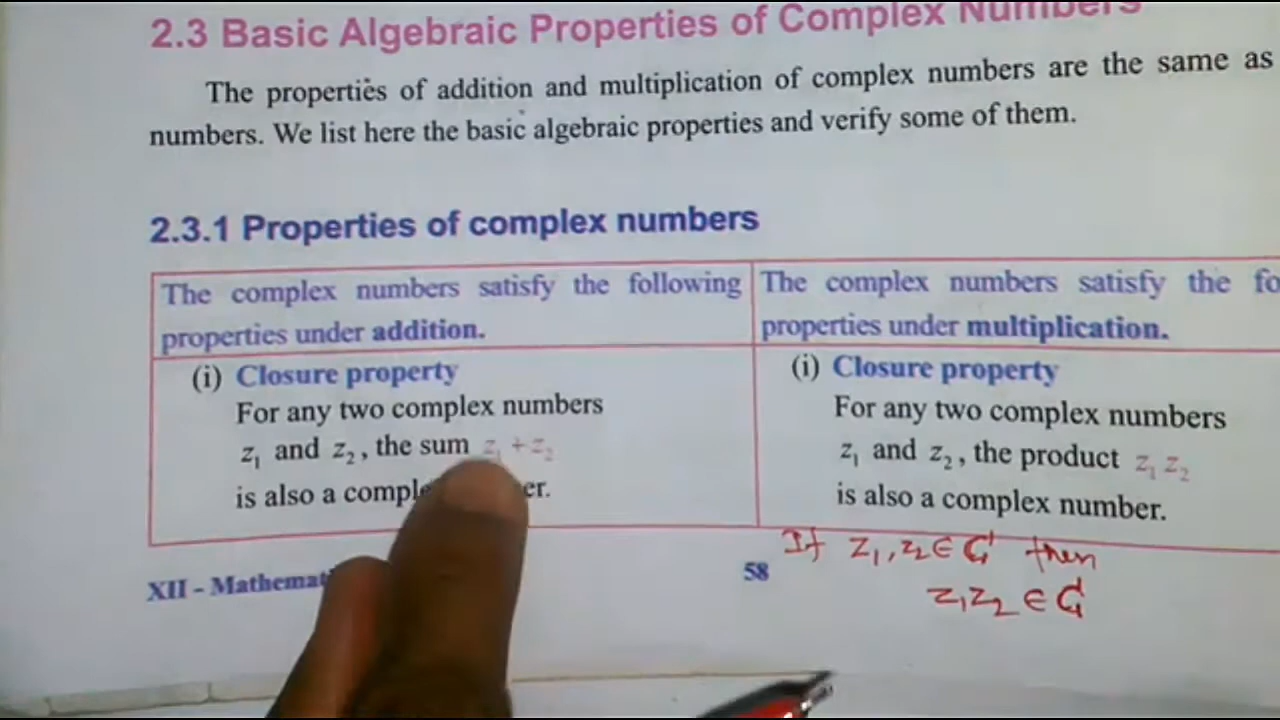 2.3 Basic Algebraic Properties of Complex Numbers
The properties of addition and multiplication of complex numbers are the same as
numbers. We list here the basic algebraic properties and verify some of them.
2.3.1 Properties of complex numbers
The complex numbers satisfy the following
properties under addition.
(i) Closure property
For any two complex numbers
z₁ and z₂, the sum z₁ + z₂
is also a comple er.
The complex numbers satisfy the fo
properties under multiplication.
(i) Closure property
For any two complex numbers
z₁ and z₂, the product z₁ z₂
is also a complex number.
If z₁, z₂ ∈ ℂ then
z₁z₂ ∈ ℂ
XII – Mathemat
58